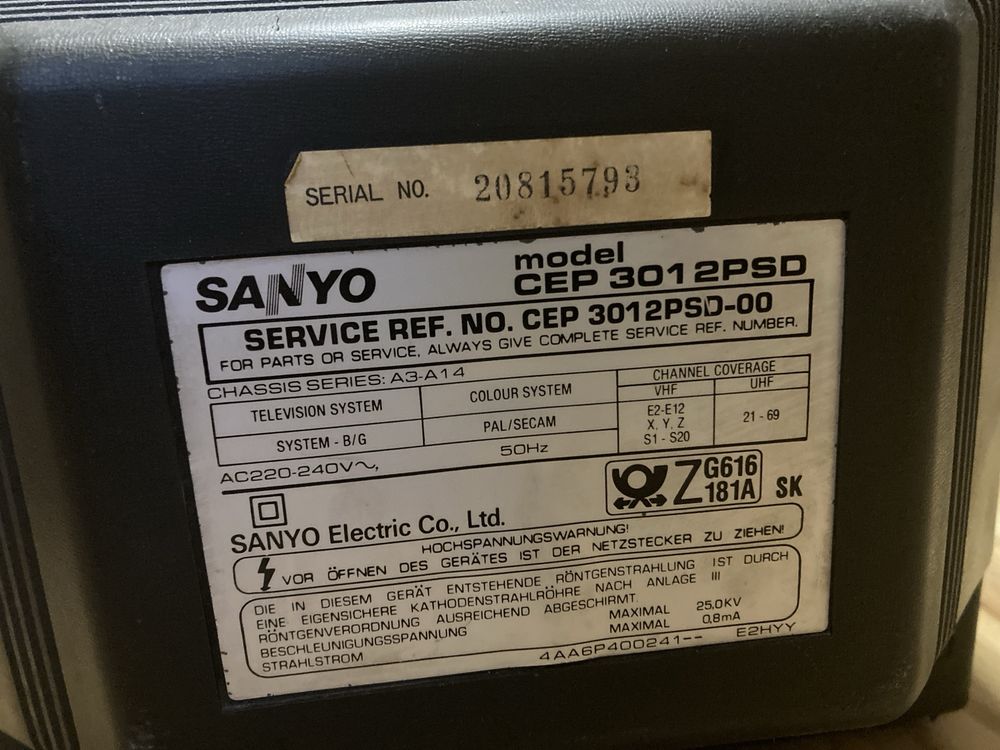 SERIAL NO. 20815793
SANYO
model
CEP 3012PSD
SERVICE REF. NO. CEP 3012PSD-00
FOR PARTS OR SERVICE, ALWAYS GIVE COMPLETE SERVICE REF. NUMBER.
CHASSIS SERIES: A3-A14
TELEVISION SYSTEM
COLOUR SYSTEM
CHANNEL COVERAGE
VHF
UHF
SYSTEM - B/G
PAL/SECAM
E2-E12
X, Y, Z
S1 - S20
21 - 69
AC220-240V∿, 50Hz
Z G616
181A SK
SANYO Electric Co., Ltd.
HOCHSPANNUNGSWARNUNG!
VOR ÖFFNEN DES GERÄTES IST DER NETZSTECKER ZU ZIEHEN!
DIE IN DIESEM GERÄT ENTSTEHENDE RÖNTGENSTRAHLUNG IST DURCH
EINE EIGENSICHERE KATHODENSTRAHLRÖHRE NACH ANLAGE III
RÖNTGENVERORDNUNG AUSREICHEND ABGESCHIRMT.
BESCHLEUNIGUNGSSPANNUNG MAXIMAL 25,0KV
STRAHLSTROM MAXIMAL 0,8mA
4AA6P400241-- E2HYY